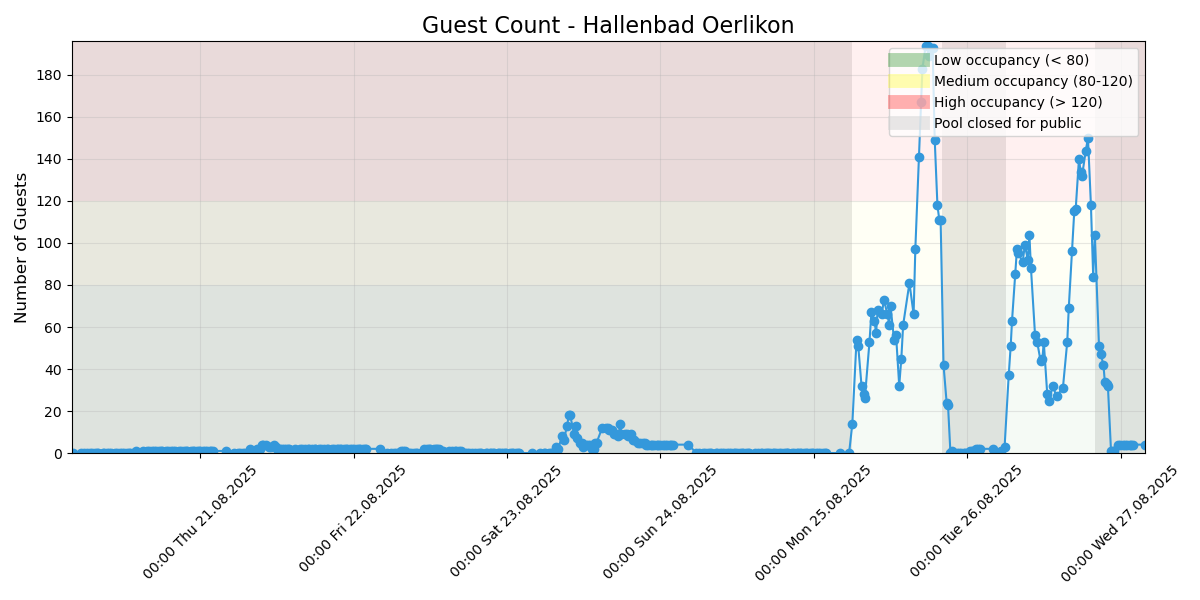 Guest Count - Hallenbad Oerlikon
Number of Guests
180
160
140
120
100
80
60
40
20
0
Low occupancy (< 80)
Medium occupancy (80-120)
High occupancy (> 120)
Pool closed for public
00:00 Thu 21.08.2025
00:00 Fri 22.08.2025
00:00 Sat 23.08.2025
00:00 Sun 24.08.2025
00:00 Mon 25.08.2025
00:00 Tue 26.08.2025
00:00 Wed 27.08.2025